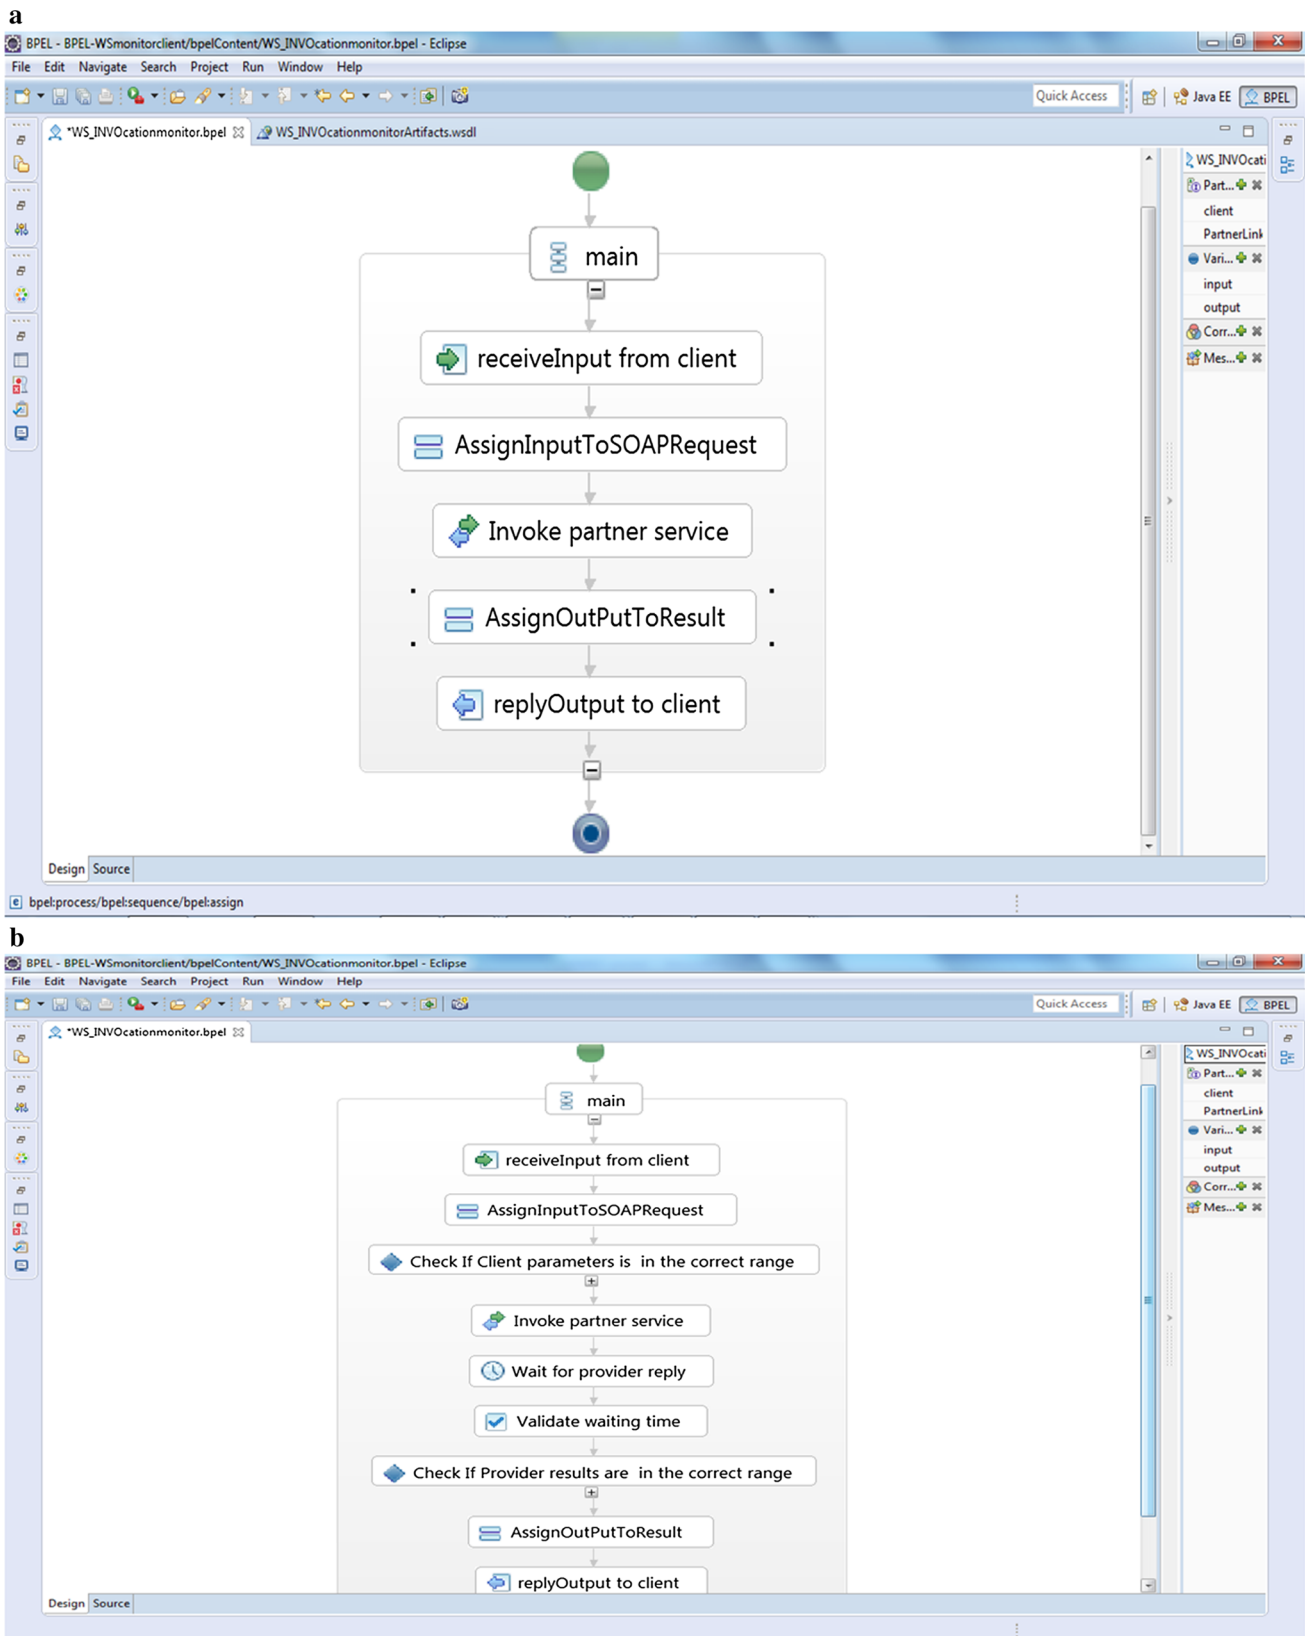 a
BPEL - BPEL-WSmonitorclient/bpelContent/WS_INVOcationmonitor.bpel - Eclipse
File Edit Navigate Search Project Run Window Help
Quick Access Java EE BPEL
*WS_INVOcationmonitor.bpel WS_INVOcationmonitorArtifacts.wsdl
WS_INVOcati
Part...
client
PartnerLink
Vari...
input
output
Corr...
Mes...
main
receiveInput from client
AssignInputToSOAPRequest
Invoke partner service
AssignOutPutToResult
replyOutput to client
Design Source
bpel:process/bpel:sequence/bpel:assign
b
BPEL - BPEL-WSmonitorclient/bpelContent/WS_INVOcationmonitor.bpel - Eclipse
File Edit Navigate Search Project Run Window Help
Quick Access Java EE BPEL
*WS_INVOcationmonitor.bpel
WS_INVOcati
Part...
client
PartnerLink
Vari...
input
output
Corr...
Mes...
main
receiveInput from client
AssignInputToSOAPRequest
Check If Client parameters is in the correct range
Invoke partner service
Wait for provider reply
Validate waiting time
Check If Provider results are in the correct range
AssignOutPutToResult
replyOutput to client
Design Source